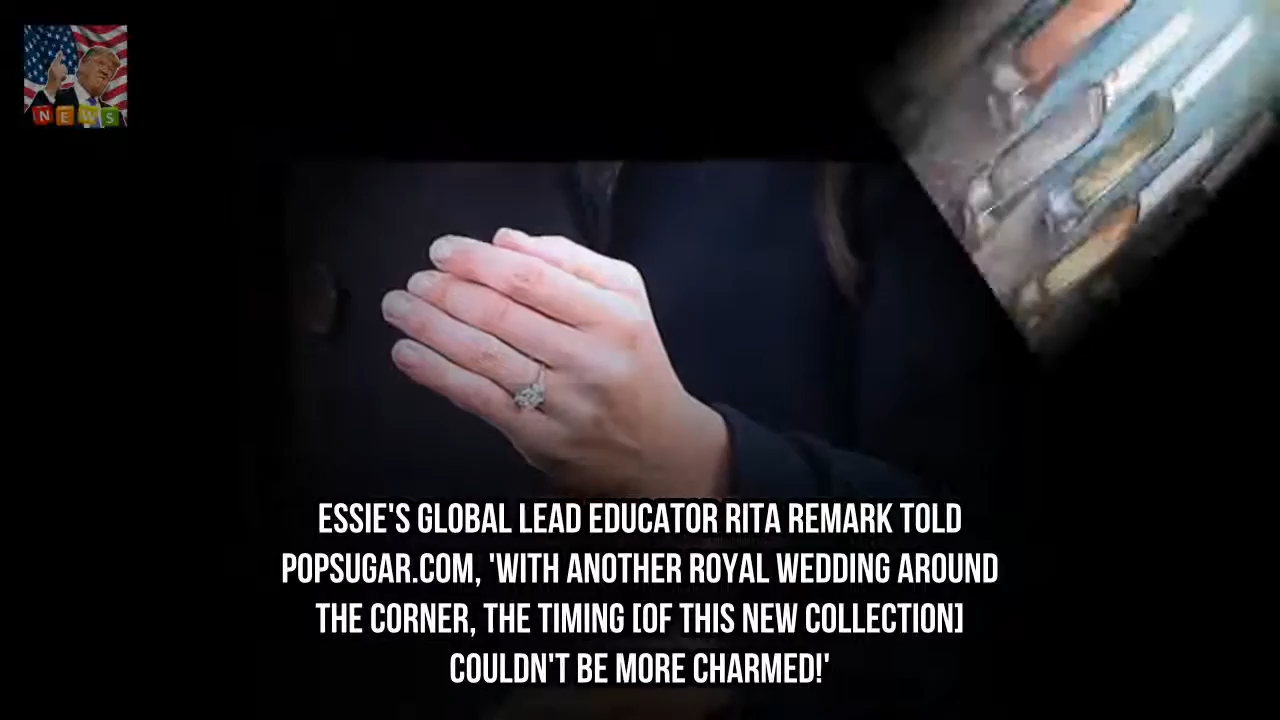 NEWS
ESSIE'S GLOBAL LEAD EDUCATOR RITA REMARK TOLD
POPSUGAR.COM, 'WITH ANOTHER ROYAL WEDDING AROUND
THE CORNER, THE TIMING [OF THIS NEW COLLECTION]
COULDN'T BE MORE CHARMED!'